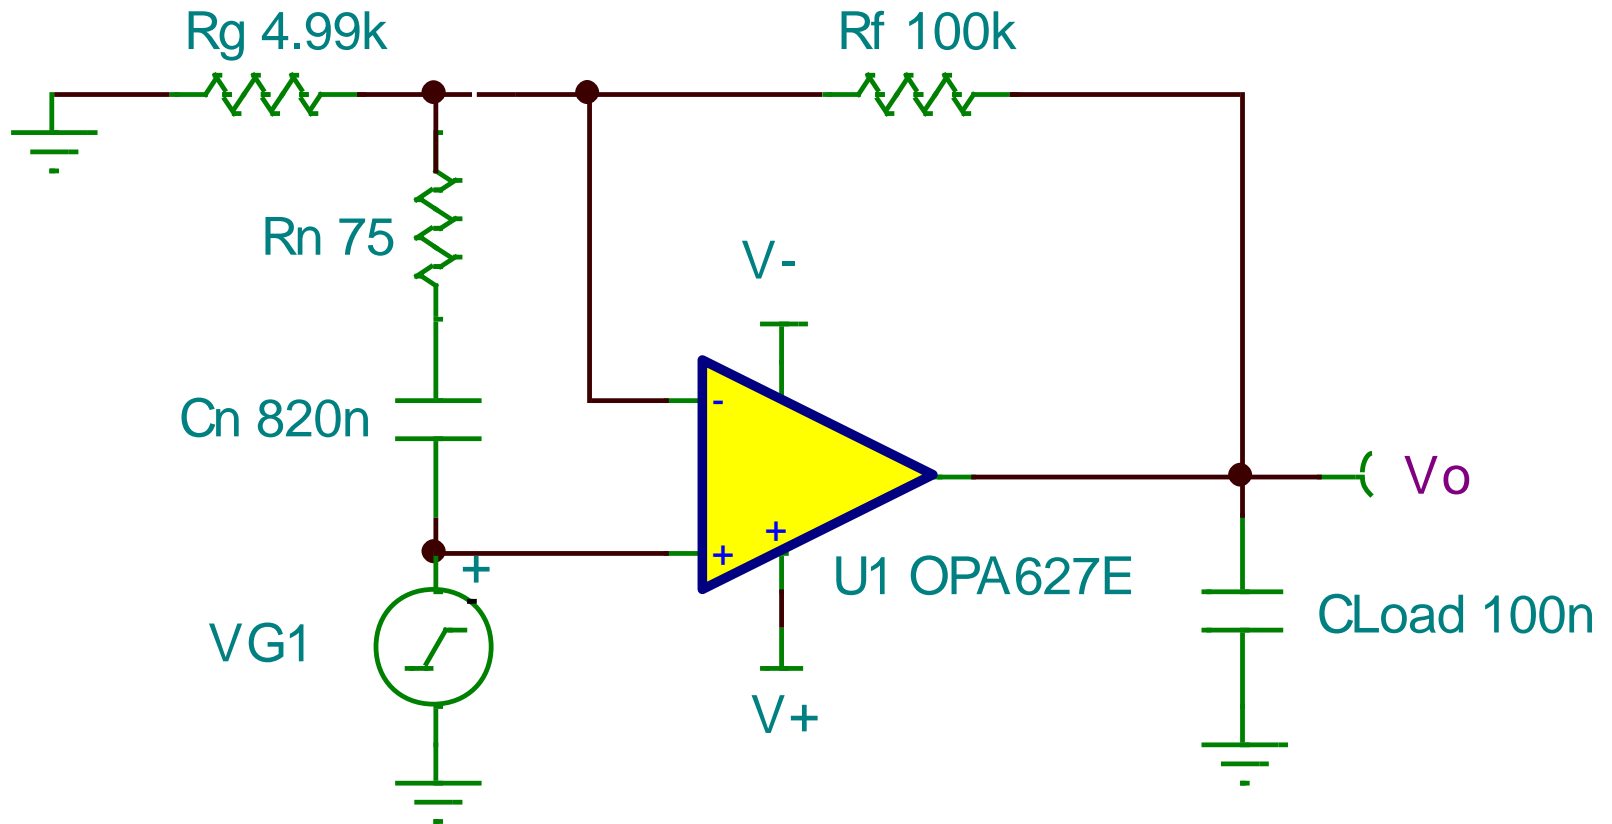 Rg 4.99k
Rf 100k
Rn 75
V-
Cn 820n
-
+
+
+
-
U1 OPA627E
Vo
CLoad 100n
VG1
V+